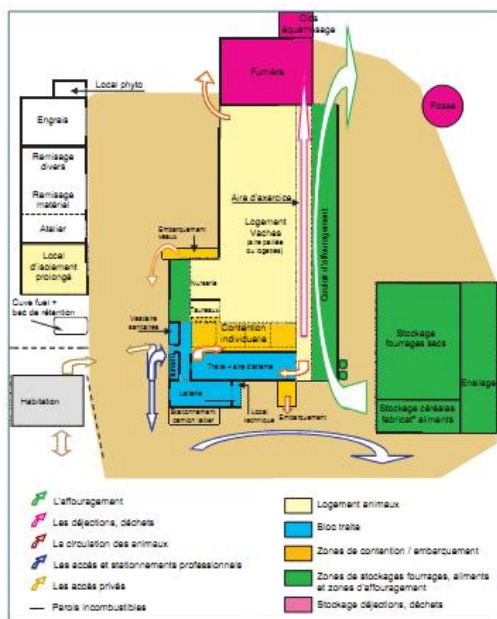 Clos
équarrissage
Fumière
Local phyto
Fosse
Engrais
Remisage
divers
Remisage
matériel
Atelier
Local
d'isolement
prolongé
Cuve fuel +
bac de rétention
Habitation
Aire d'exercice
Logement
Vaches
(aire paillée
ou logettes)
Couloir d'affouragement
Embarquement
veaux
Nurserie
Taureaux
Vestiaire
sanitaires
Contention
individuelle
Traite - aire d'attente
Laiterie
Stationnement
camion laitier
Local
technique
Embarquement
Stockage
fourrages secs
Ensilage
Stockage céréales
fabricat° aliments
L'affouragement
Les déjections, déchets
La circulation des animaux
Les accès et stationnements professionnels
Les accès privés
Parois incombustibles
Logement animaux
Bloc traite
Zones de contention / embarquement
Zones de stockages fourrages, aliments
et zones d'affouragement
Stockage déjections, déchets